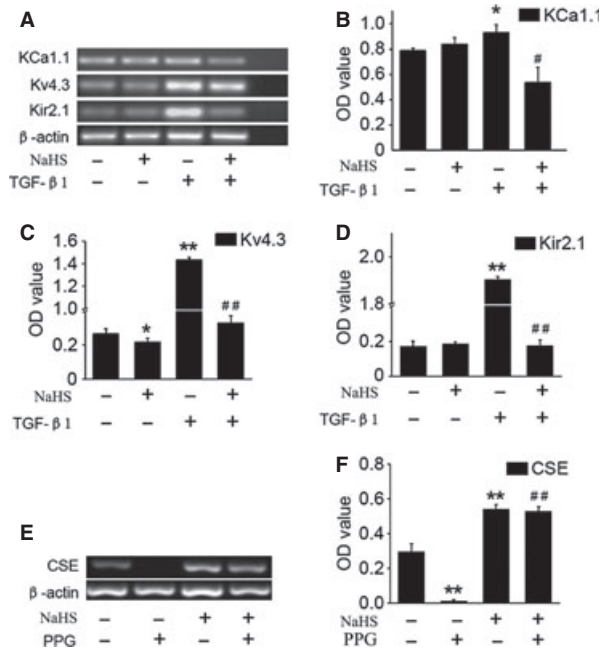 A
KCa1.1
Kv4.3
Kir2.1
β-actin
NaHS − + − +
TGF-β1 − − + +
B
KCa1.1
OD value
1.0
0.8
0.6
0.4
0.2
0.0
*
#
NaHS − + − +
TGF-β1 − − + +
C
Kv4.3
OD value
1.6
1.4
1.0
0.2
0
*
**
##
NaHS − + − +
TGF-β1 − − + +
D
Kir2.1
OD value
2.0
1.8
0.2
0
**
##
NaHS − + − +
TGF-β1 − − + +
E
CSE
β-actin
NaHS − − + +
PPG − + − +
F
CSE
OD value
0.8
0.6
0.4
0.2
0.0
**
**
##
NaHS − − + +
PPG − + − +